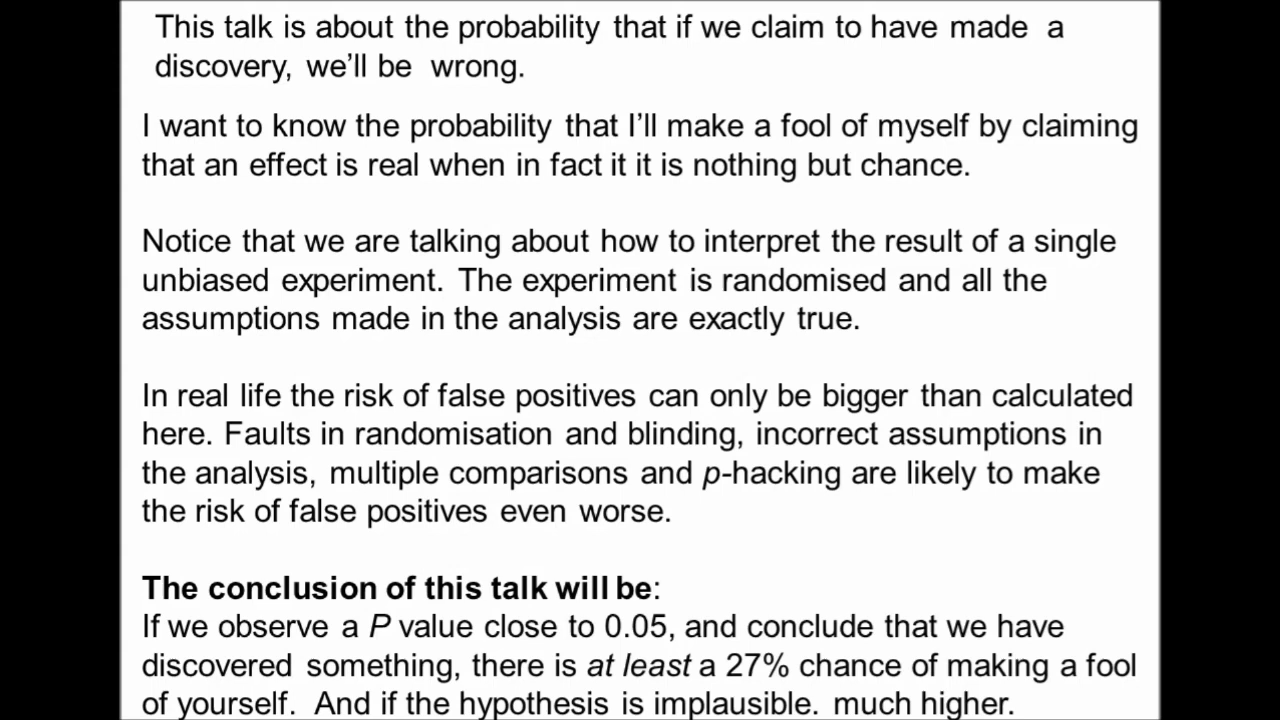 This talk is about the probability that if we claim to have made a
discovery, we’ll be wrong.
I want to know the probability that I’ll make a fool of myself by claiming
that an effect is real when in fact it it is nothing but chance.
Notice that we are talking about how to interpret the result of a single
unbiased experiment. The experiment is randomised and all the
assumptions made in the analysis are exactly true.
In real life the risk of false positives can only be bigger than calculated
here. Faults in randomisation and blinding, incorrect assumptions in
the analysis, multiple comparisons and p-hacking are likely to make
the risk of false positives even worse.
The conclusion of this talk will be:
If we observe a P value close to 0.05, and conclude that we have
discovered something, there is at least a 27% chance of making a fool
of yourself. And if the hypothesis is implausible. much higher.